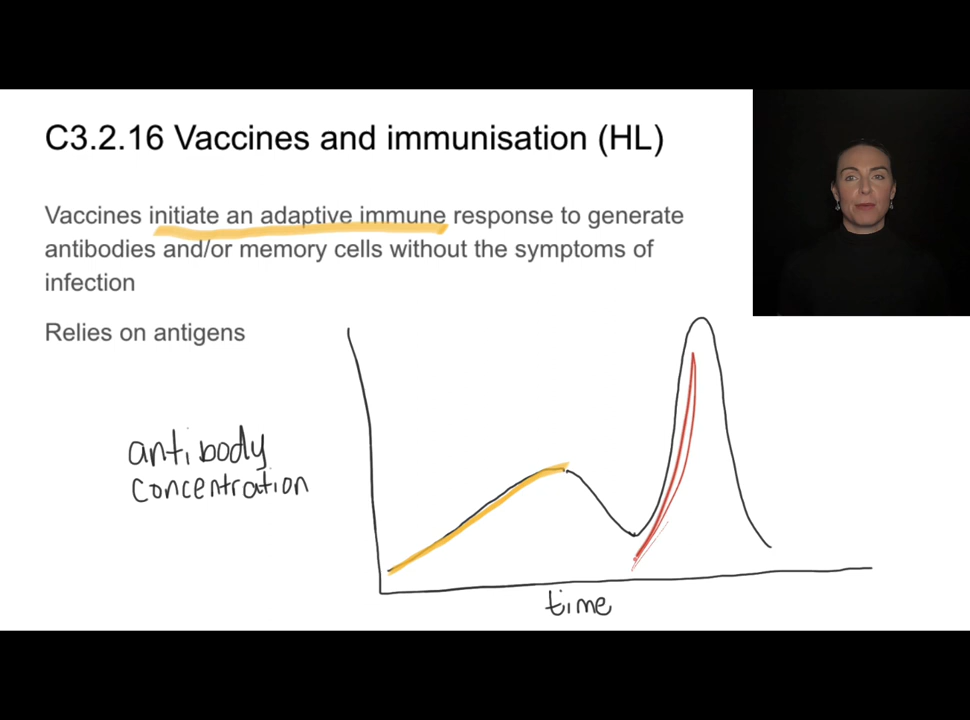 C3.2.16 Vaccines and immunisation (HL)
Vaccines initiate an adaptive immune response to generate
antibodies and/or memory cells without the symptoms of
infection
Relies on antigens
antibody
concentration
time